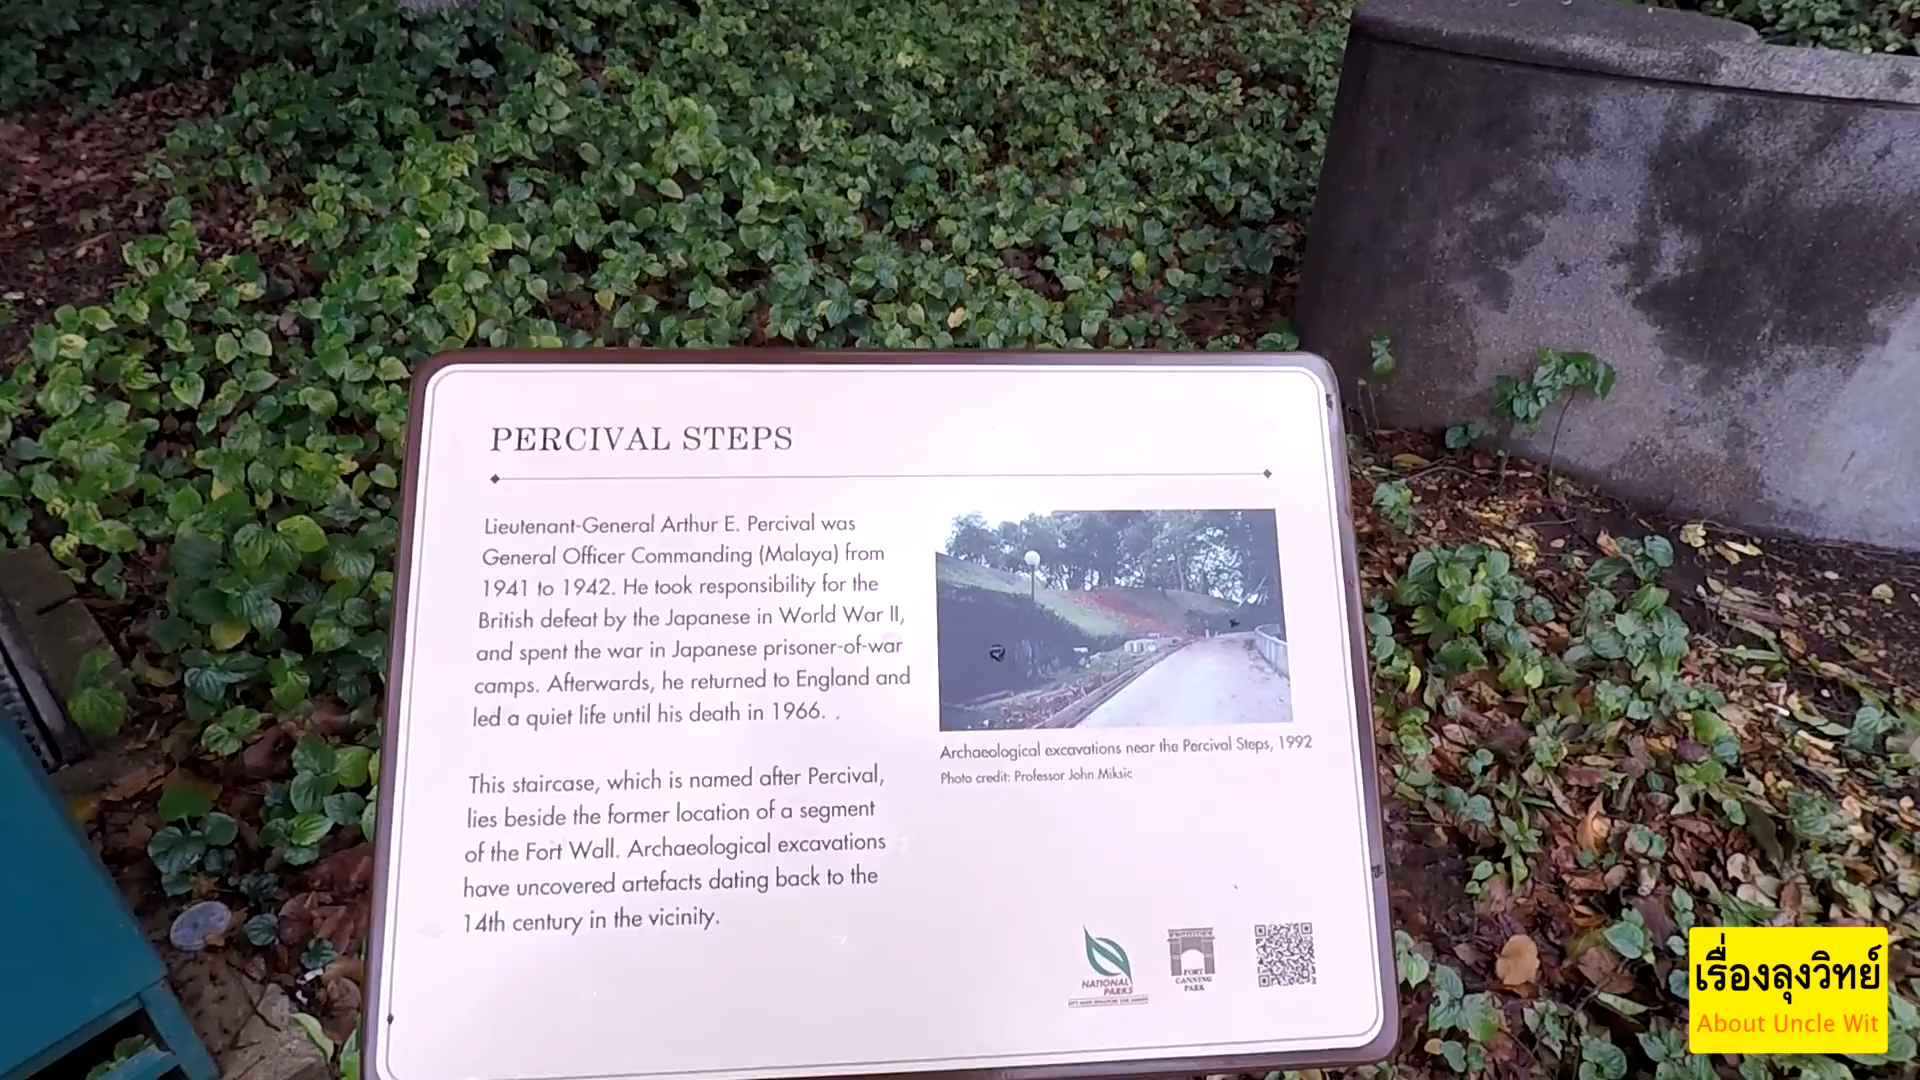 PERCIVAL STEPS
Lieutenant-General Arthur E. Percival was
General Officer Commanding (Malaya) from
1941 to 1942. He took responsibility for the
British defeat by the Japanese in World War II,
and spent the war in Japanese prisoner-of-war
camps. Afterwards, he returned to England and
led a quiet life until his death in 1966.
This staircase, which is named after Percival,
lies beside the former location of a segment
of the Fort Wall. Archaeological excavations
have uncovered artefacts dating back to the
14th century in the vicinity.
Archaeological excavations near the Percival Steps, 1992
Photo credit: Professor John Miksic
NATIONAL
PARKS
FORT
CANNING
PARK
เรื่องลุงวิทย์
About Uncle Wit